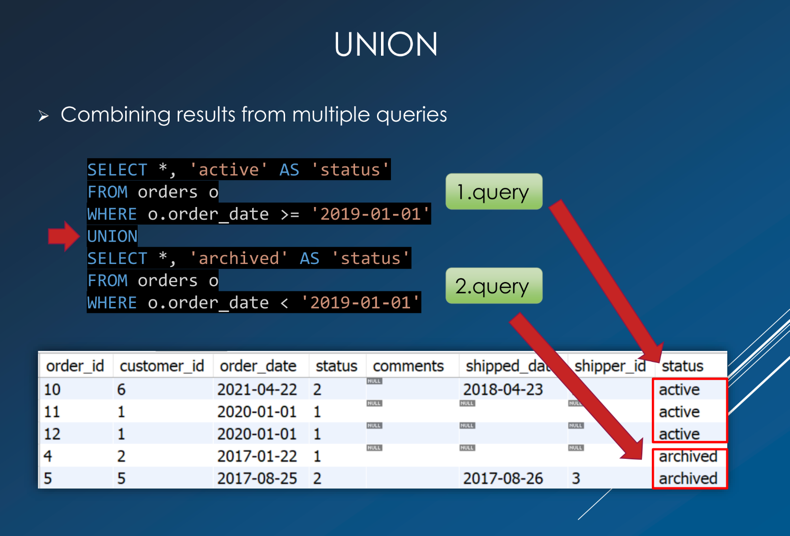 UNION
Combining results from multiple queries
SELECT *, 'active' AS 'status'
FROM orders o
WHERE o.order_date >= '2019-01-01'
UNION
SELECT *, 'archived' AS 'status'
FROM orders o
WHERE o.order_date < '2019-01-01'
1.query
2.query
order_id customer_id order_date status comments shipped_dat shipper_id status
10 6 2021-04-22 2 NULL 2018-04-23 active
11 1 2020-01-01 1 NULL NULL NULL active
12 1 2020-01-01 1 NULL NULL NULL active
4 2 2017-01-22 1 NULL NULL NULL archived
5 5 2017-08-25 2 2017-08-26 3 archived